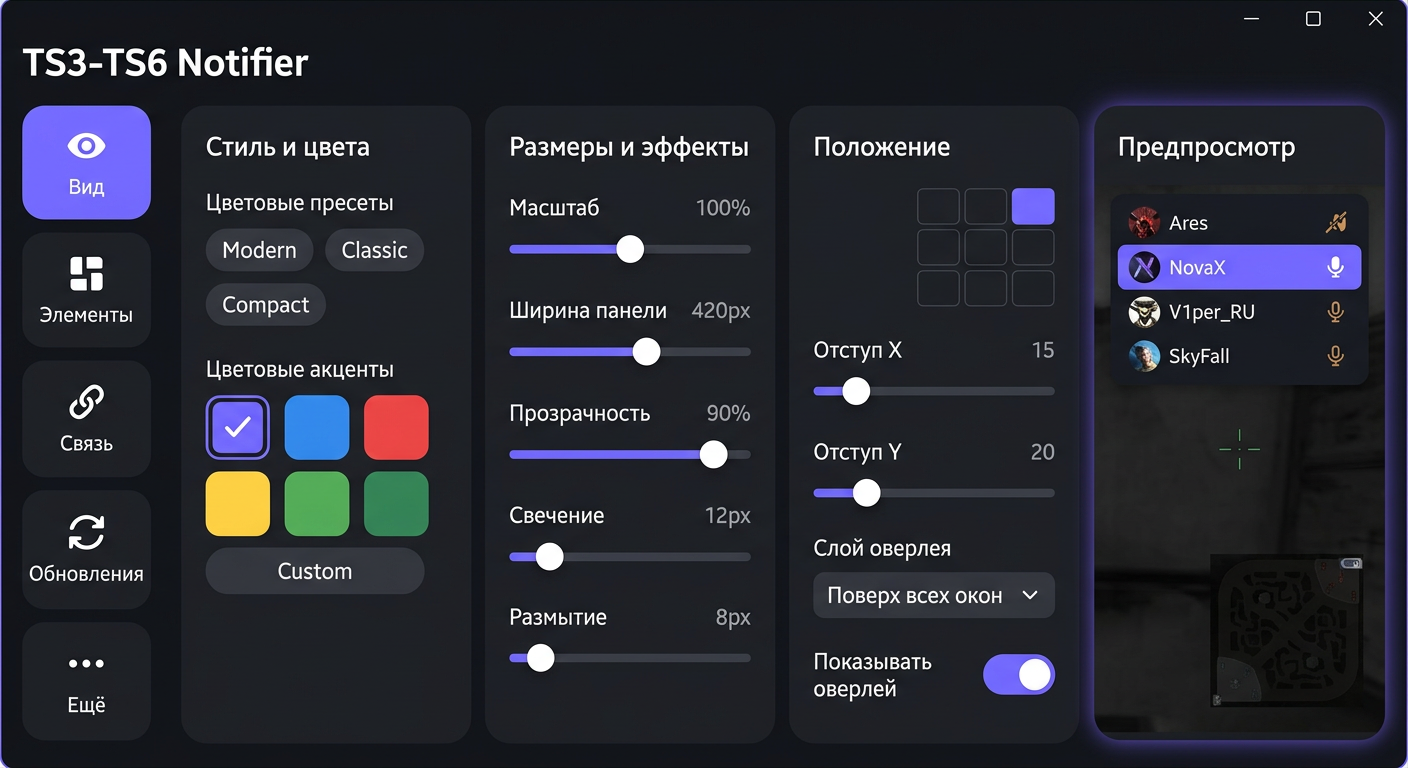 TS3-TS6 Notifier
Вид
Элементы
Связь
Обновления
Ещё
Стиль и цвета
Цветовые пресеты
Modern
Classic
Compact
Цветовые акценты
Custom
Размеры и эффекты
Масштаб 100%
Ширина панели 420px
Прозрачность 90%
Свечение 12px
Размытие 8px
Положение
Отступ X 15
Отступ Y 20
Слой оверлея
Поверх всех окон
Показывать
оверлей
Предпросмотр
Ares
NovaX
V1per_RU
SkyFall